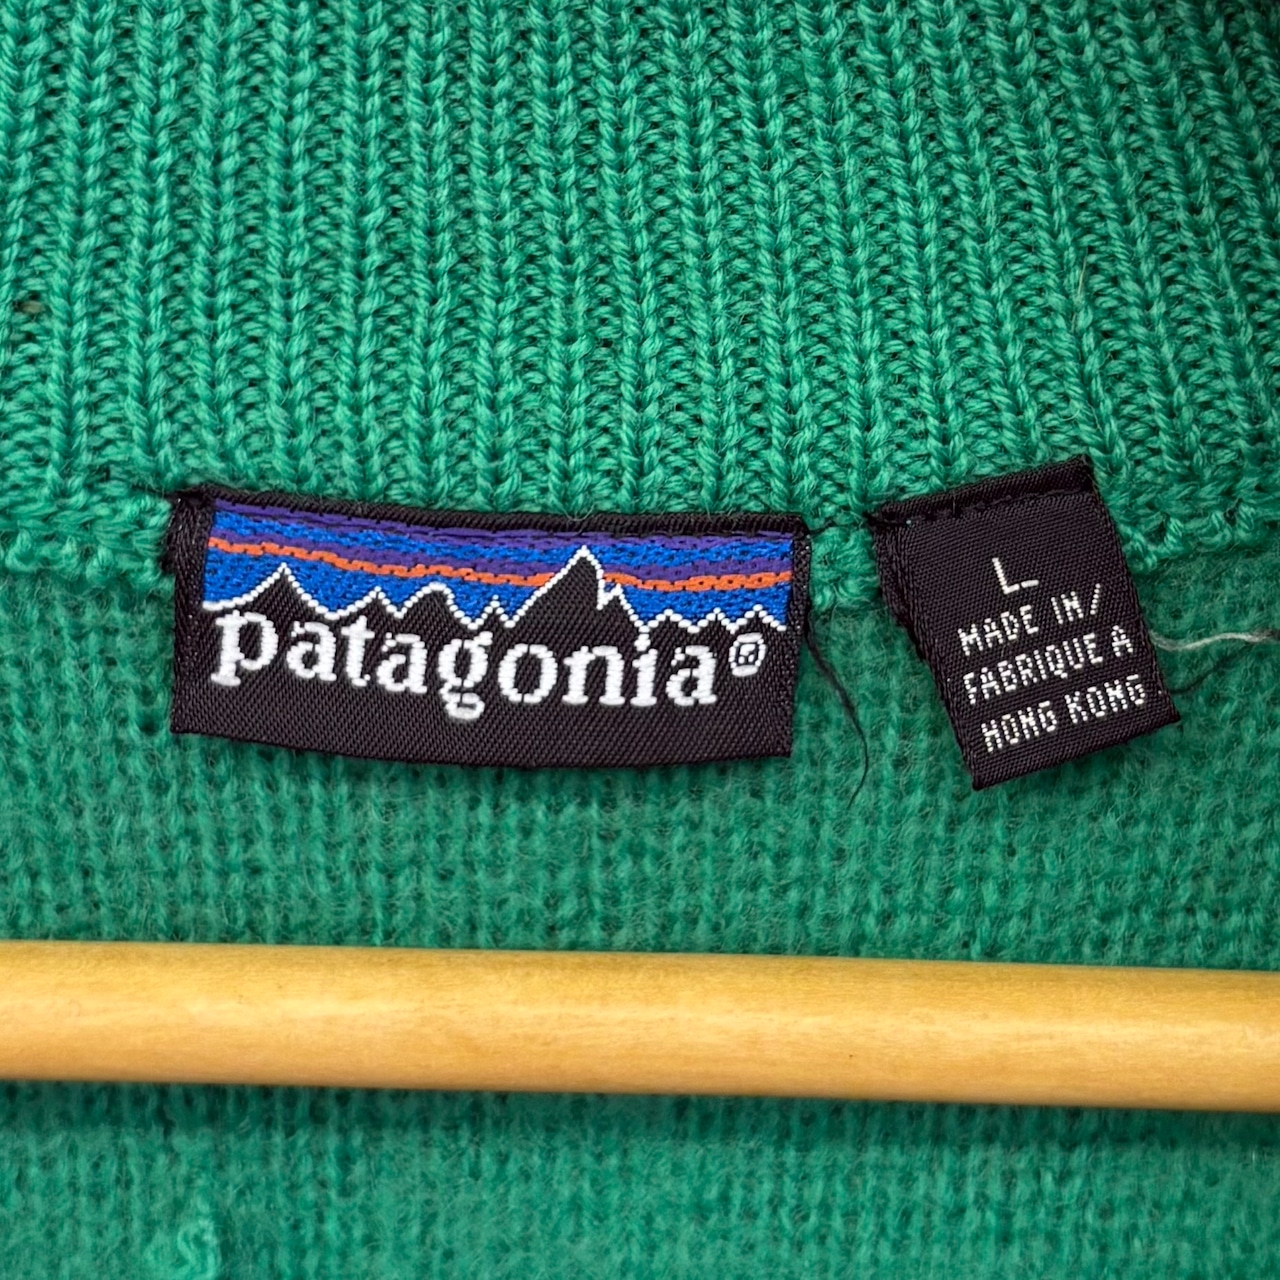 patagonia®
L
MADE IN/
FABRIQUE A
HONG KONG